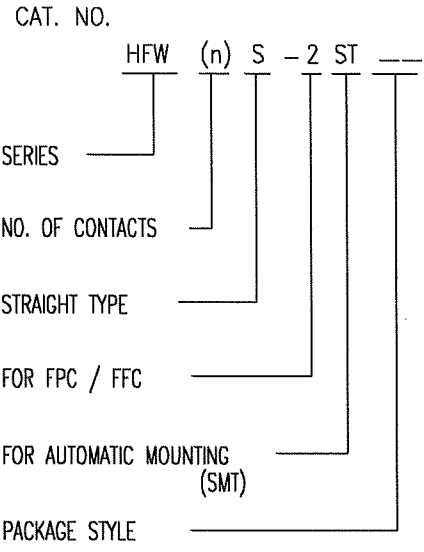 CAT. NO.
HFW (n) S - 2 ST __
SERIES
NO. OF CONTACTS
STRAIGHT TYPE
FOR FPC / FFC
FOR AUTOMATIC MOUNTING
(SMT)
PACKAGE STYLE